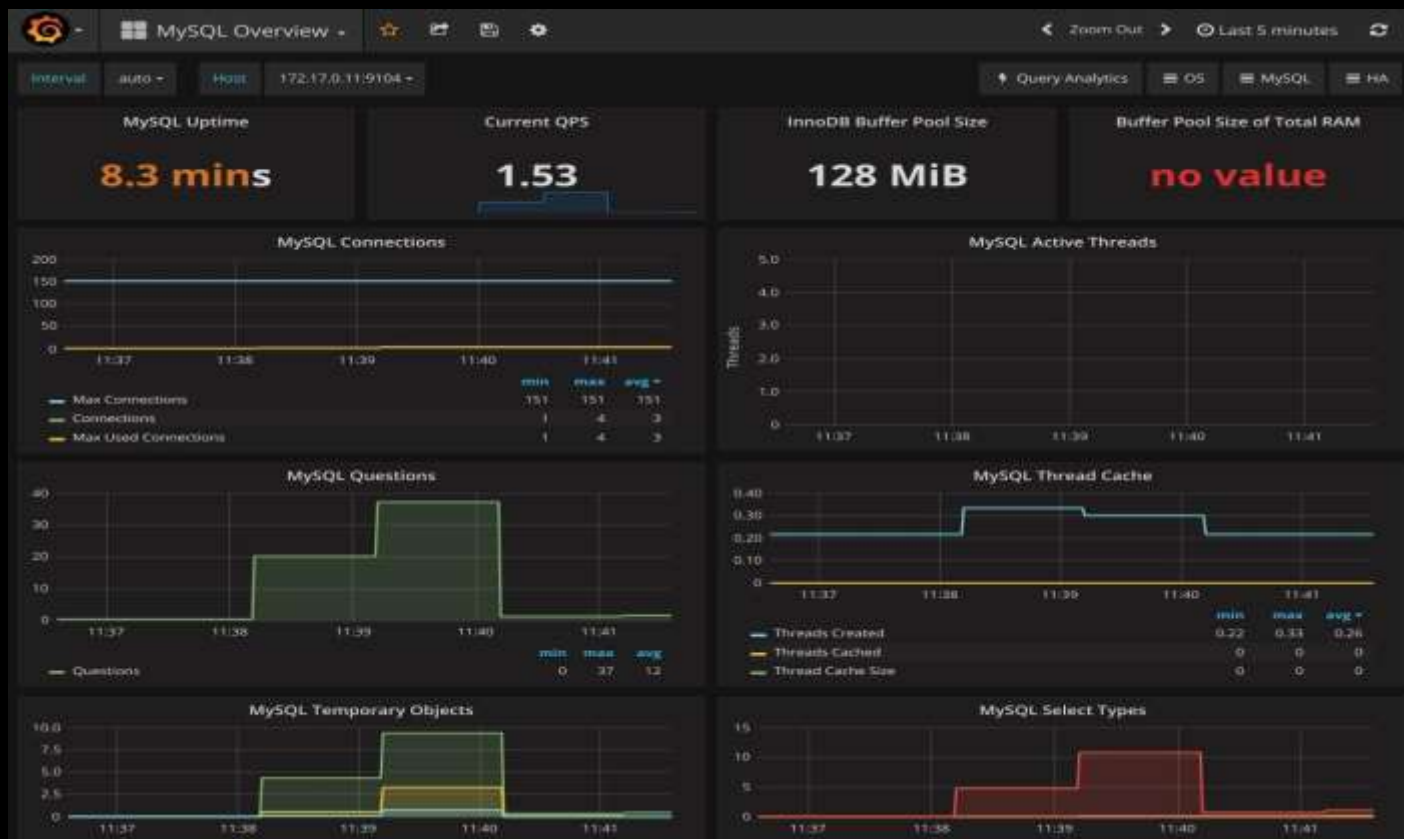 MySQL Overview
Zoom Out
Last 5 minutes
Interval
auto
Host
172.17.0.11:9104
Query Analytics
OS
MySQL
HA
MySQL Uptime
8.3 mins
Current QPS
1.53
InnoDB Buffer Pool Size
128 MiB
Buffer Pool Size of Total RAM
no value
MySQL Connections
200
150
100
50
0
11:37 11:38 11:39 11:40 11:41
min max avg
Max Connections 151 151 151
Connections 1 4 3
Max Used Connections 1 4 3
MySQL Active Threads
Threads
5.0
4.0
3.0
2.0
1.0
0
11:37 11:38 11:39 11:40 11:41
MySQL Questions
40
30
20
10
0
11:37 11:38 11:39 11:40 11:41
min max avg
Questions 0 37 12
MySQL Thread Cache
0.40
0.30
0.20
0.10
0
11:37 11:38 11:39 11:40 11:41
min max avg
Threads Created 0.22 0.33 0.26
Threads Cached 0 0 0
Thread Cache Size 0 0 0
MySQL Temporary Objects
10.0
7.5
5.0
2.5
0
11:37 11:38 11:39 11:40 11:41
MySQL Select Types
15
10
5
0
11:37 11:38 11:39 11:40 11:41